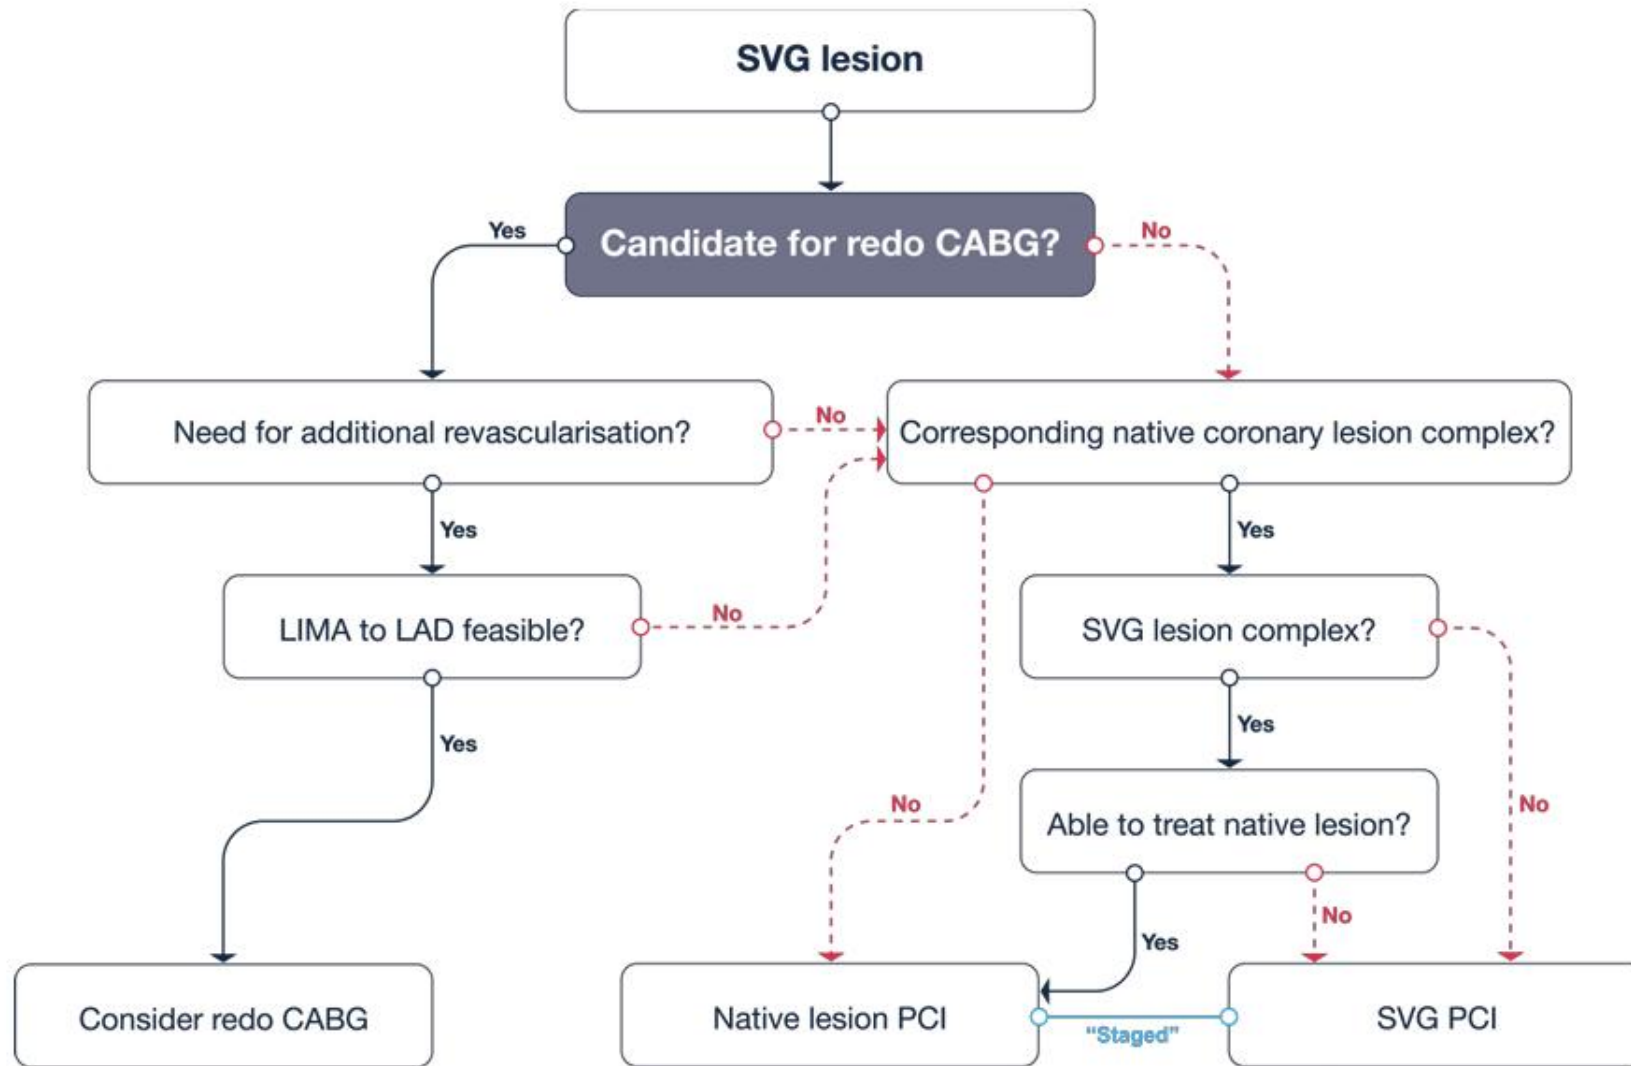 SVG lesion
Yes
Candidate for redo CABG?
No
Need for additional revascularisation?
No
Corresponding native coronary lesion complex?
Yes
Yes
LIMA to LAD feasible?
No
SVG lesion complex?
Yes
Yes
No
No
Able to treat native lesion?
Yes
No
Consider redo CABG
Native lesion PCI
“Staged”
SVG PCI